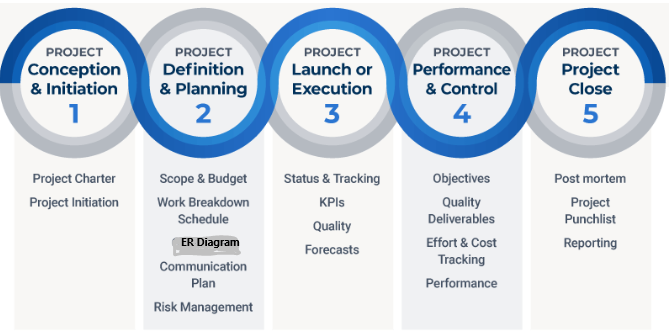 PROJECT
Conception
& Initiation
1
Project Charter
Project Initiation
PROJECT
Definition
& Planning
2
Scope & Budget
Work Breakdown
Schedule
ER Diagram
Communication
Plan
Risk Management
PROJECT
Launch or
Execution
3
Status & Tracking
KPIs
Quality
Forecasts
PROJECT
Performance
& Control
4
Objectives
Quality
Deliverables
Effort & Cost
Tracking
Performance
PROJECT
Project
Close
5
Post mortem
Project
Punchlist
Reporting